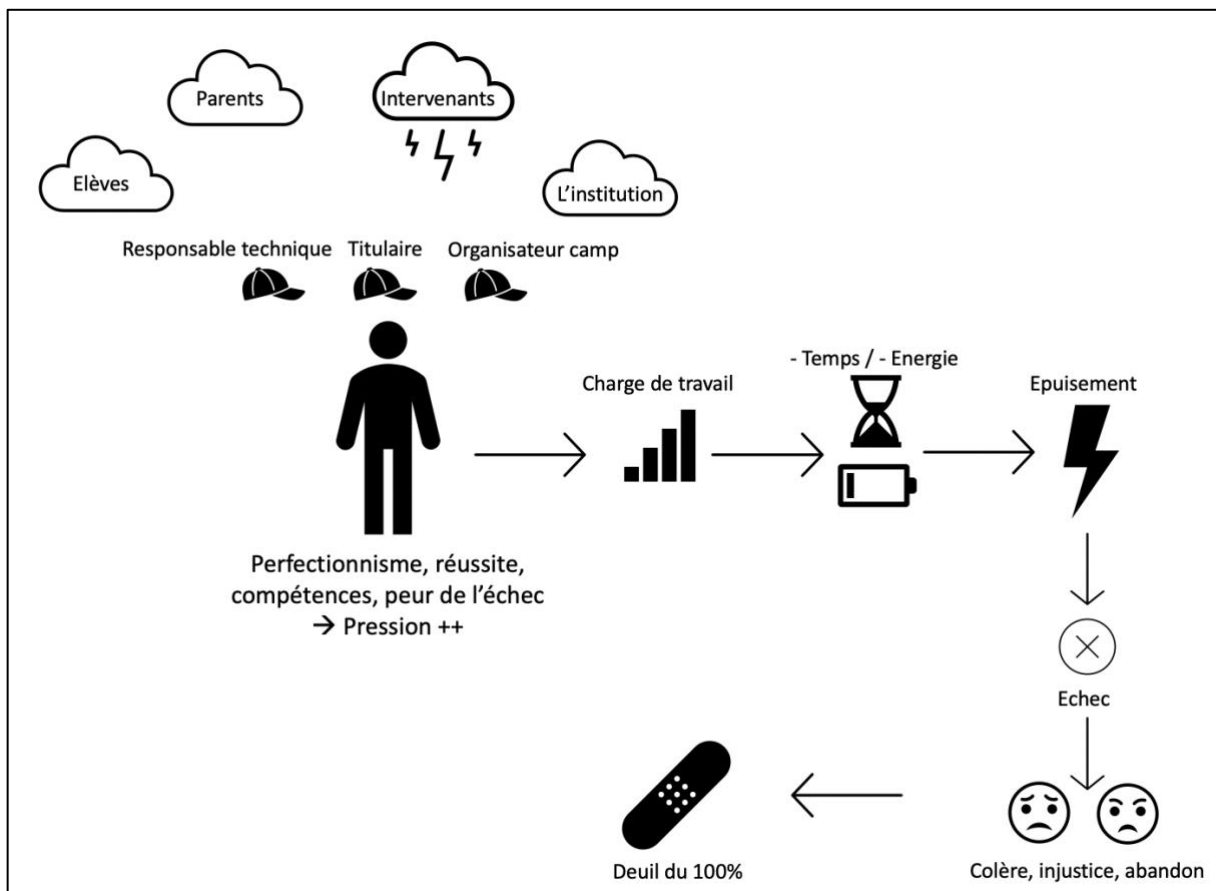 Parents
Intervenants
Elèves
L'institution
Responsable technique
Titulaire
Organisateur camp
- Temps / - Energie
Charge de travail
Epuisement
Perfectionnisme, réussite,
compétences, peur de l'échec
→ Pression ++
Echec
Deuil du 100%
Colère, injustice, abandon